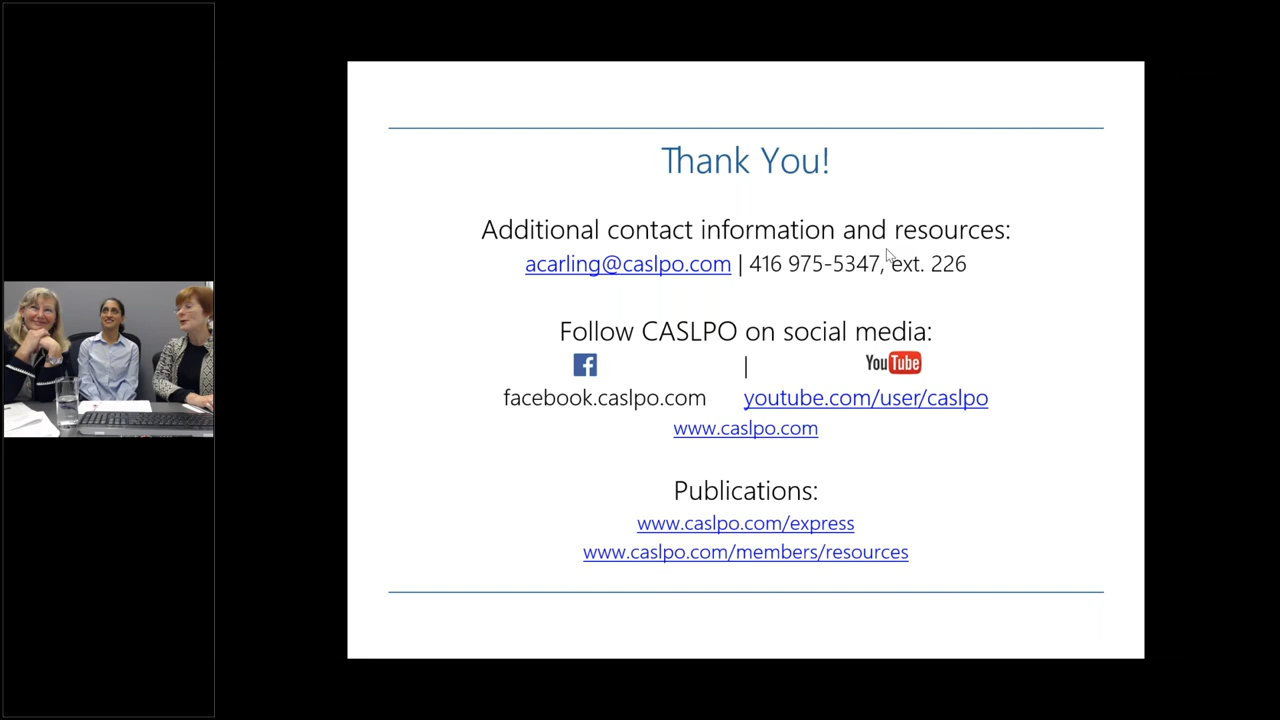 Thank You!
Additional contact information and resources:
acarling@caslpo.com | 416 975-5347, ext. 226
Follow CASLPO on social media:
f | YouTube
facebook.caslpo.com youtube.com/user/caslpo
www.caslpo.com
Publications:
www.caslpo.com/express
www.caslpo.com/members/resources